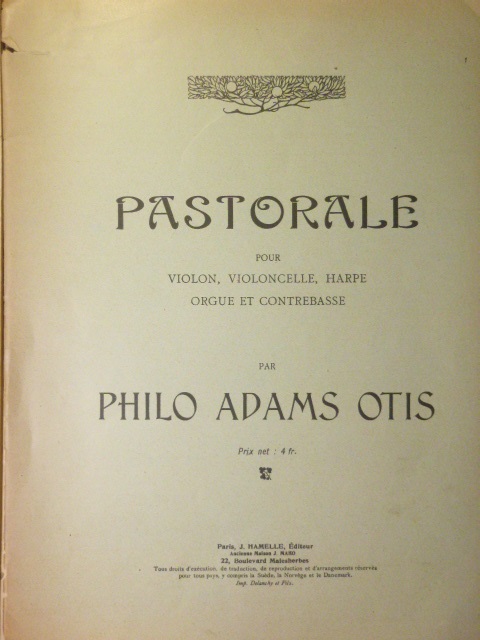 PASTORALE
POUR
VIOLON, VIOLONCELLE, HARPE
ORGUE ET CONTREBASSE
PAR
PHILO ADAMS OTIS
Prix net : 4 fr.
Paris, J. HAMELLE, Éditeur
Ancienne Maison J. MAHO
22, Boulevard Malesherbes
Tous droits d'exécution, de traduction, de reproduction et d'arrangements réservés
pour tous pays, y compris la Suède, la Norvège et le Danemark.
Imp. Delanchy et Fils.